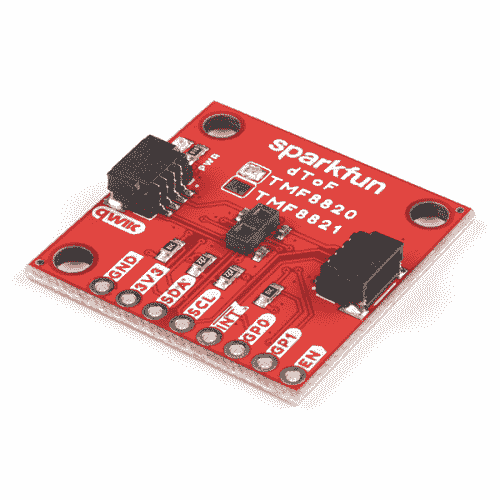 sparkfun
dToF
TMF8820
TMF8821
PWR
qwiic
GND
3V3
SDA
SCL
INT
GP0
GP1
EN